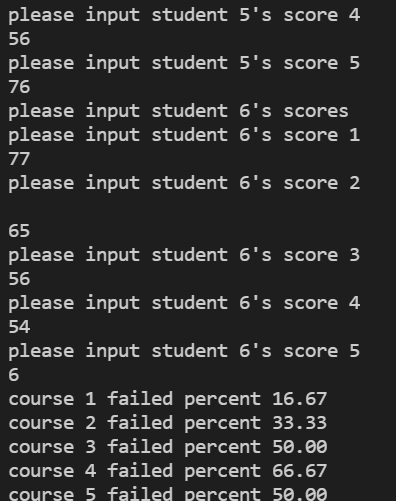 please input student 5's score 4
56
please input student 5's score 5
76
please input student 6's scores
please input student 6's score 1
77
please input student 6's score 2
65
please input student 6's score 3
56
please input student 6's score 4
54
please input student 6's score 5
6
course 1 failed percent 16.67
course 2 failed percent 33.33
course 3 failed percent 50.00
course 4 failed percent 66.67
course 5 failed percent 50.00